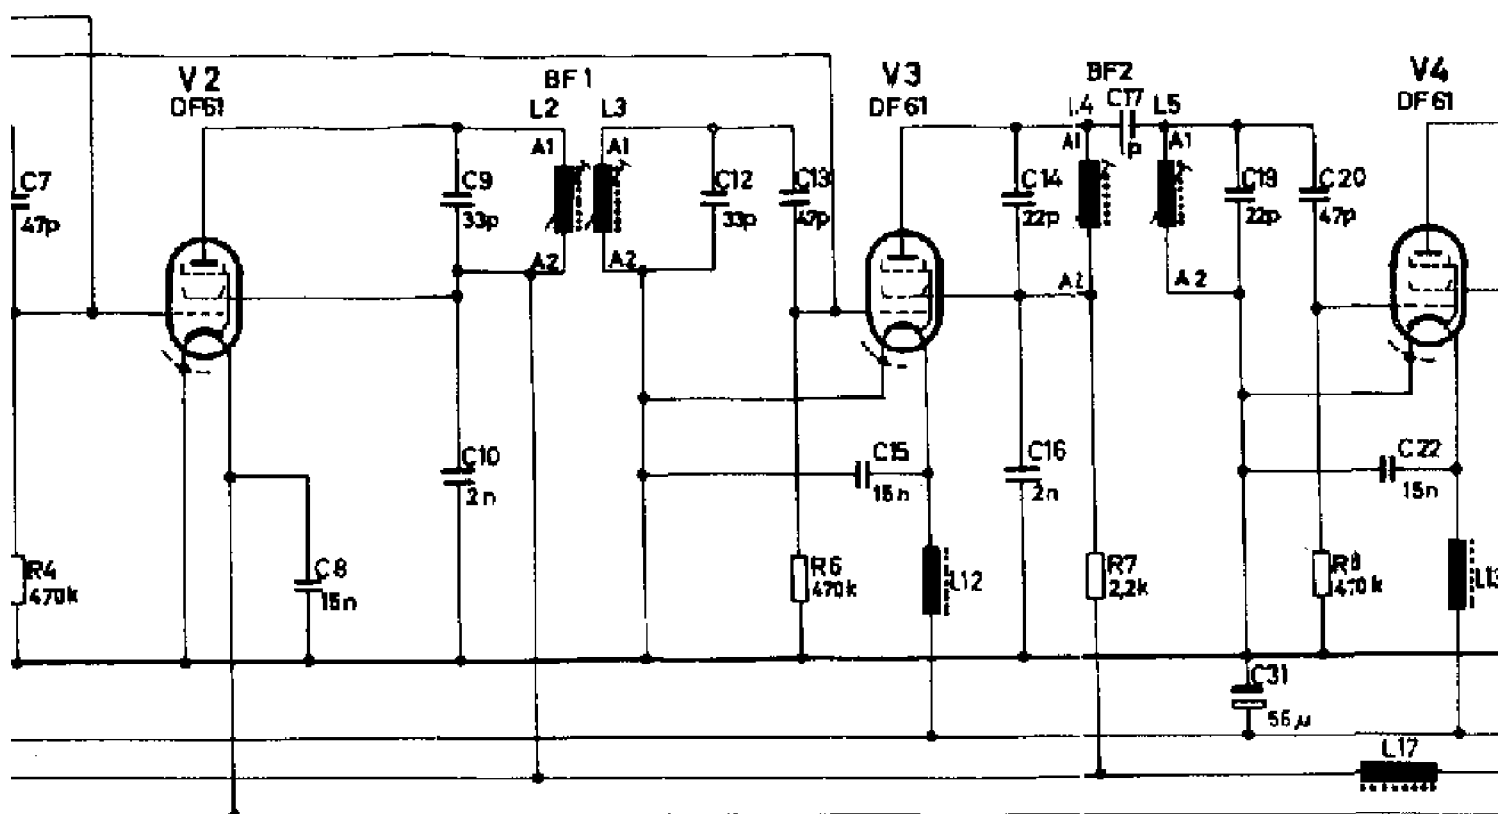 V2
DF61
BF1
L2
L3
A1
A1
C7
47p
C9
33p
C12
33p
C13
47p
A2
A2
C10
2n
R4
470k
C8
15n
V3
DF61
BF2
L4
C17
L5
p
A1
A1
C14
22p
C19
22p
C20
47p
A2
A2
C15
15n
C16
2n
R6
470k
L12
R7
2,2k
V4
DF61
C22
15n
R8
470k
L13
C31
56µ
L17